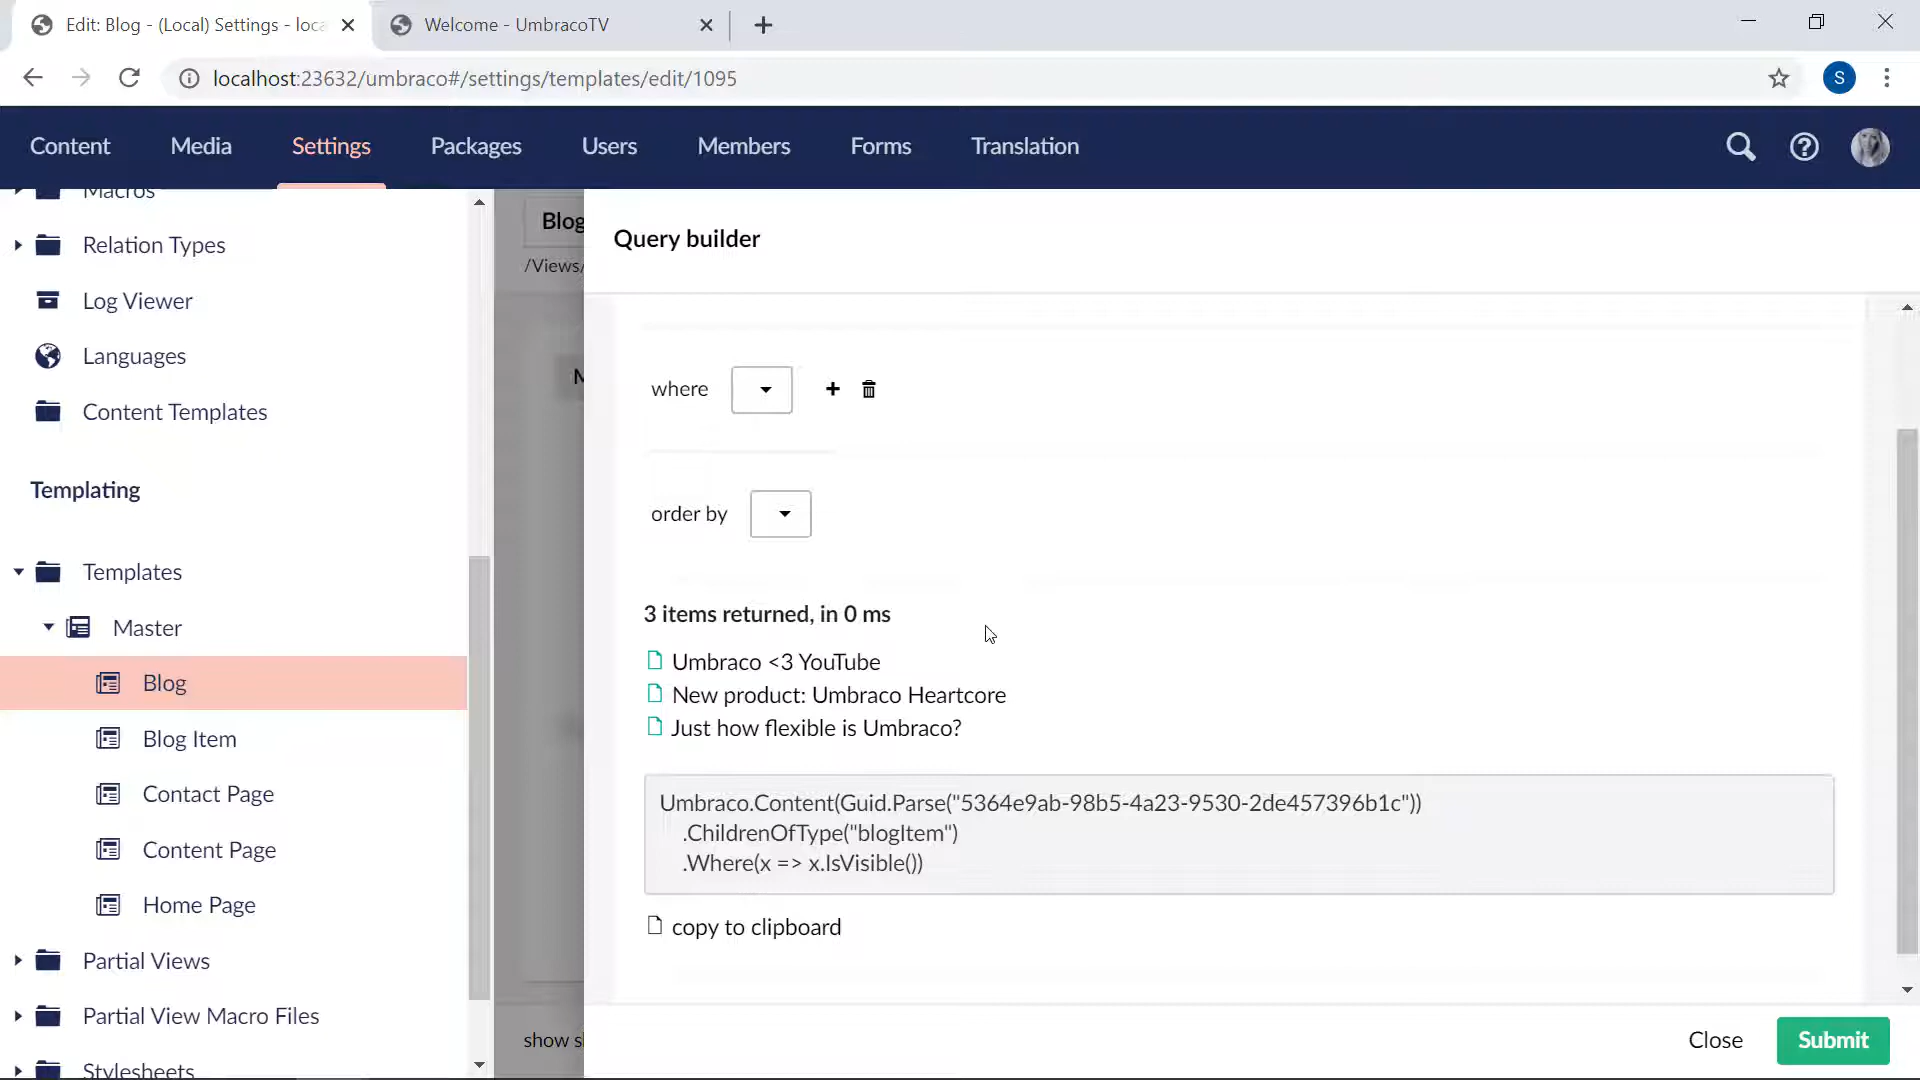 Edit: Blog - (Local) Settings - loca
Welcome - UmbracoTV
localhost:23632/umbraco#/settings/templates/edit/1095
S
Content
Media
Settings
Packages
Users
Members
Forms
Translation
Macros
Relation Types
Log Viewer
Languages
Content Templates
Templating
Templates
Master
Blog
Blog Item
Contact Page
Content Page
Home Page
Partial Views
Partial View Macro Files
Stylesheets
Blog
/Views/
show
Query builder
where
order by
3 items returned, in 0 ms
Umbraco <3 YouTube
New product: Umbraco Heartcore
Just how flexible is Umbraco?
Umbraco.Content(Guid.Parse("5364e9ab-98b5-4a23-9530-2de457396b1c"))
.ChildrenOfType("blogItem")
.Where(x => x.IsVisible())
copy to clipboard
Close
Submit